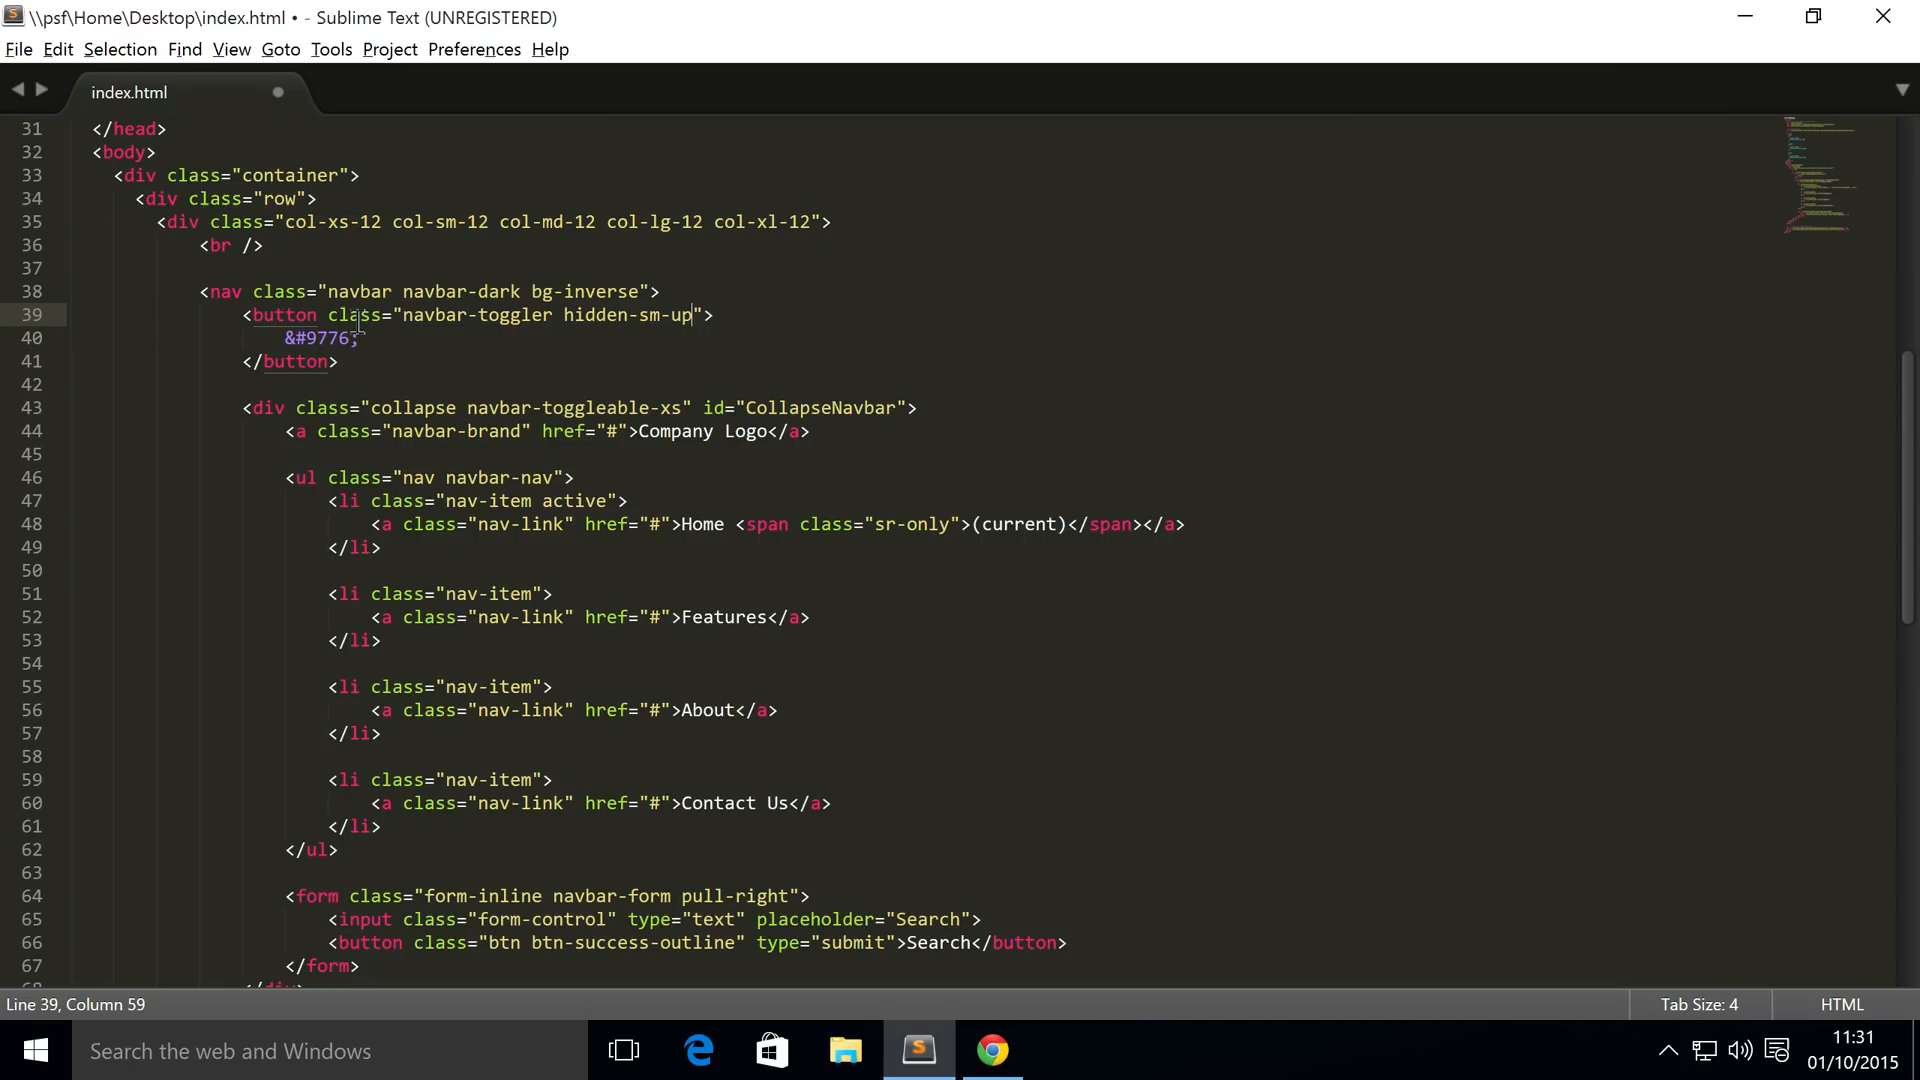 \\psf\Home\Desktop\index.html • - Sublime Text (UNREGISTERED)
File Edit Selection Find View Goto Tools Project Preferences Help
index.html
31 </head>
32 <body>
33 <div class="container">
34 <div class="row">
35 <div class="col-xs-12 col-sm-12 col-md-12 col-lg-12 col-xl-12">
36 <br />
37
38 <nav class="navbar navbar-dark bg-inverse">
39 <button class="navbar-toggler hidden-sm-up">
40 &#9776;
41 </button>
42
43 <div class="collapse navbar-toggleable-xs" id="CollapseNavbar">
44 <a class="navbar-brand" href="#">Company Logo</a>
45
46 <ul class="nav navbar-nav">
47 <li class="nav-item active">
48 <a class="nav-link" href="#">Home <span class="sr-only">(current)</span></a>
49 </li>
50
51 <li class="nav-item">
52 <a class="nav-link" href="#">Features</a>
53 </li>
54
55 <li class="nav-item">
56 <a class="nav-link" href="#">About</a>
57 </li>
58
59 <li class="nav-item">
60 <a class="nav-link" href="#">Contact Us</a>
61 </li>
62 </ul>
63
64 <form class="form-inline navbar-form pull-right">
65 <input class="form-control" type="text" placeholder="Search">
66 <button class="btn btn-success-outline" type="submit">Search</button>
67 </form>
68 </div>
Line 39, Column 59
Tab Size: 4
HTML
Search the web and Windows
11:31
01/10/2015